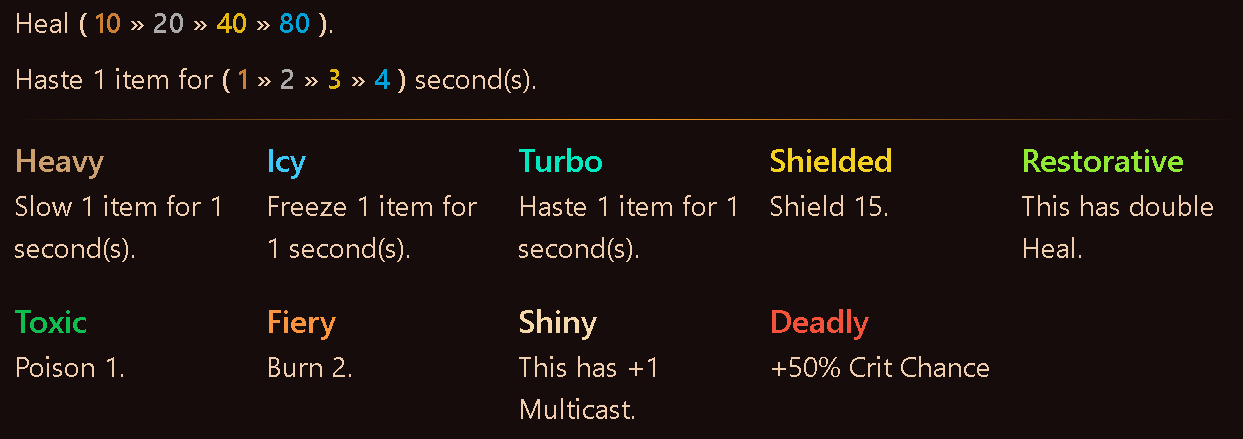 Heal ( 10 » 20 » 40 » 80 ).
Haste 1 item for ( 1 » 2 » 3 » 4 ) second(s).
Heavy
Slow 1 item for 1
second(s).
Icy
Freeze 1 item for
1 second(s).
Turbo
Haste 1 item for 1
second(s).
Shielded
Shield 15.
Restorative
This has double
Heal.
Toxic
Poison 1.
Fiery
Burn 2.
Shiny
This has +1
Multicast.
Deadly
+50% Crit Chance